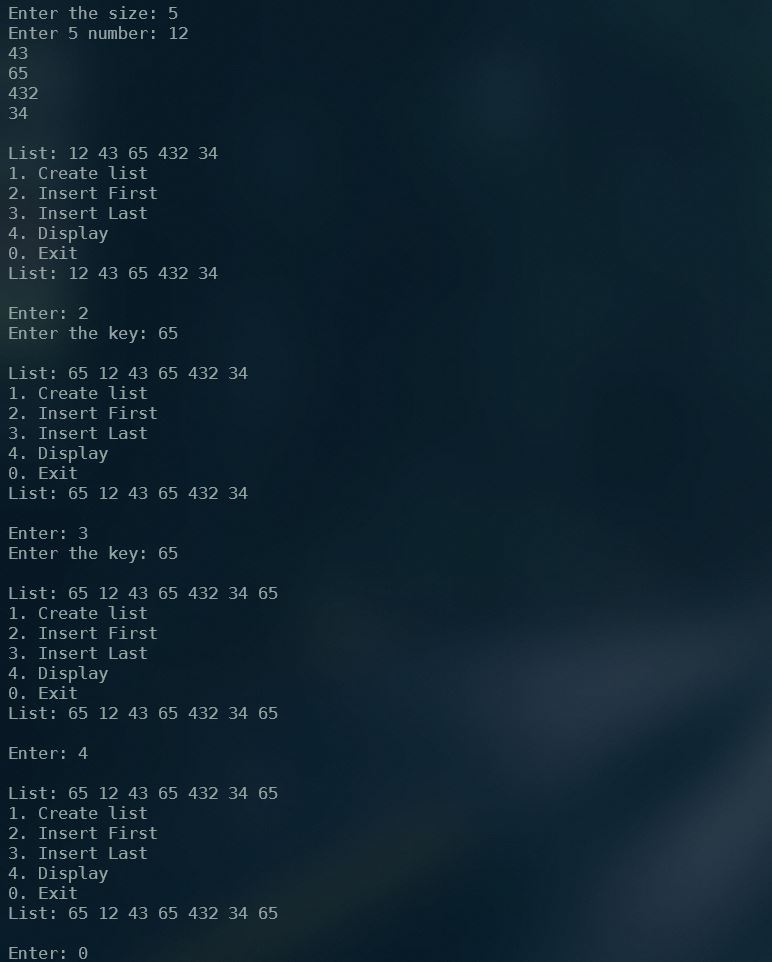 Enter the size: 5
Enter 5 number: 12
43
65
432
34
List: 12 43 65 432 34
1. Create list
2. Insert First
3. Insert Last
4. Display
0. Exit
List: 12 43 65 432 34
Enter: 2
Enter the key: 65
List: 65 12 43 65 432 34
1. Create list
2. Insert First
3. Insert Last
4. Display
0. Exit
List: 65 12 43 65 432 34
Enter: 3
Enter the key: 65
List: 65 12 43 65 432 34 65
1. Create list
2. Insert First
3. Insert Last
4. Display
0. Exit
List: 65 12 43 65 432 34 65
Enter: 4
List: 65 12 43 65 432 34 65
1. Create list
2. Insert First
3. Insert Last
4. Display
0. Exit
List: 65 12 43 65 432 34 65
Enter: 0